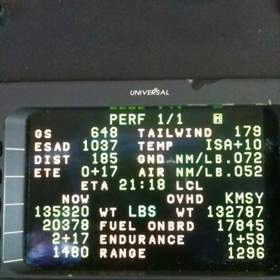 UNIVERSAL
PERF 1/1
GS 648 TAILWIND 179
ESAD 1037 TEMP ISA+10
DIST 185 GND NM/LB.072
ETE 0+17 AIR NM/LB.052
ETA 21:18 LCL
NOW OVHD KMSY
135320 WT LBS WT 132787
20378 FUEL ONBRD 17845
2+17 ENDURANCE 1+59
1480 RANGE 1296